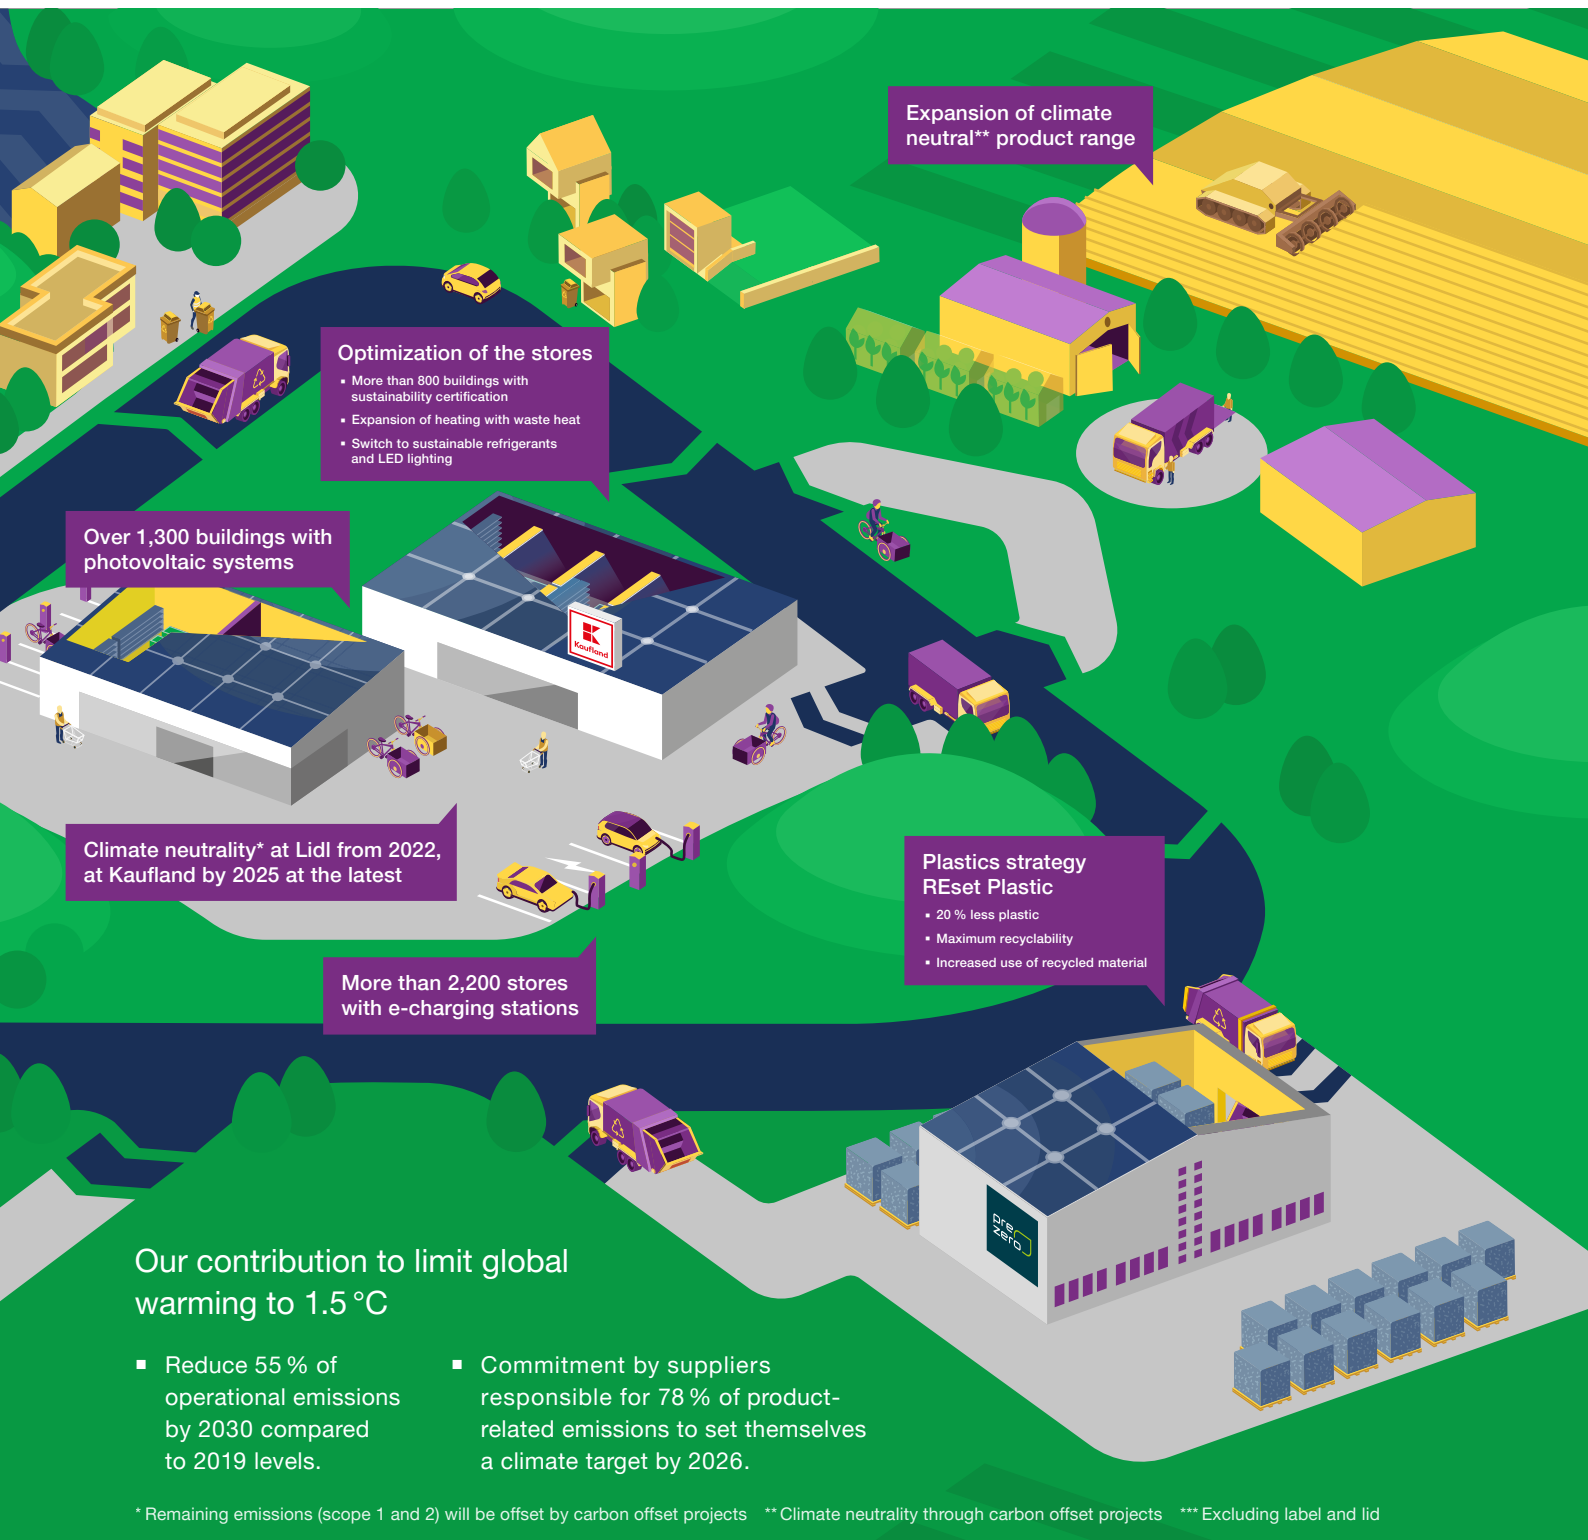 Expansion of climate
neutral** product range
Optimization of the stores
▪ More than 800 buildings with
sustainability certification
▪ Expansion of heating with waste heat
▪ Switch to sustainable refrigerants
and LED lighting
Over 1,300 buildings with
photovoltaic systems
Kaufland
Climate neutrality* at Lidl from 2022,
at Kaufland by 2025 at the latest
Plastics strategy
REset Plastic
▪ 20 % less plastic
▪ Maximum recyclability
▪ Increased use of recycled material
More than 2,200 stores
with e-charging stations
pre
zero
Our contribution to limit global
warming to 1.5 °C
▪ Reduce 55 % of
operational emissions
by 2030 compared
to 2019 levels.
▪ Commitment by suppliers
responsible for 78 % of product-
related emissions to set themselves
a climate target by 2026.
* Remaining emissions (scope 1 and 2) will be offset by carbon offset projects ** Climate neutrality through carbon offset projects *** Excluding label and lid